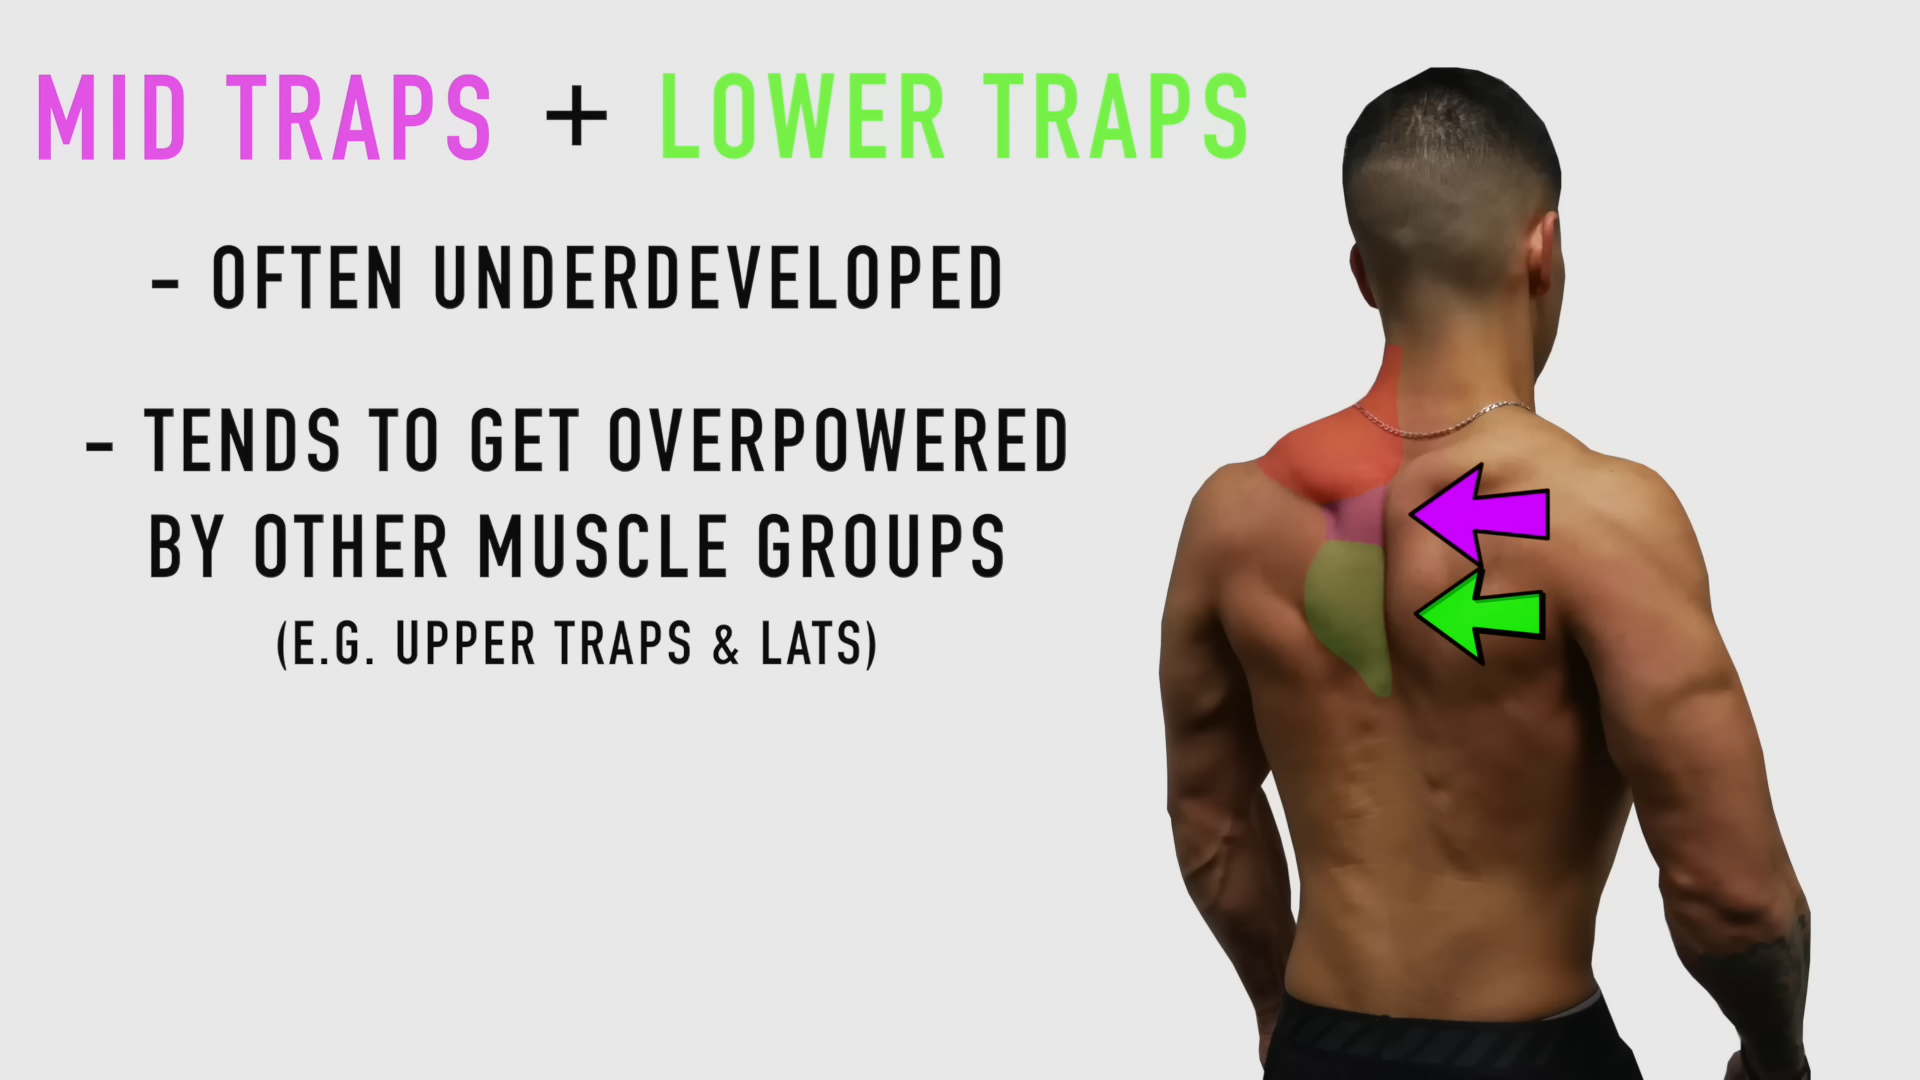 MID TRAPS + LOWER TRAPS
- OFTEN UNDERDEVELOPED
- TENDS TO GET OVERPOWERED
BY OTHER MUSCLE GROUPS
(E.G. UPPER TRAPS & LATS)